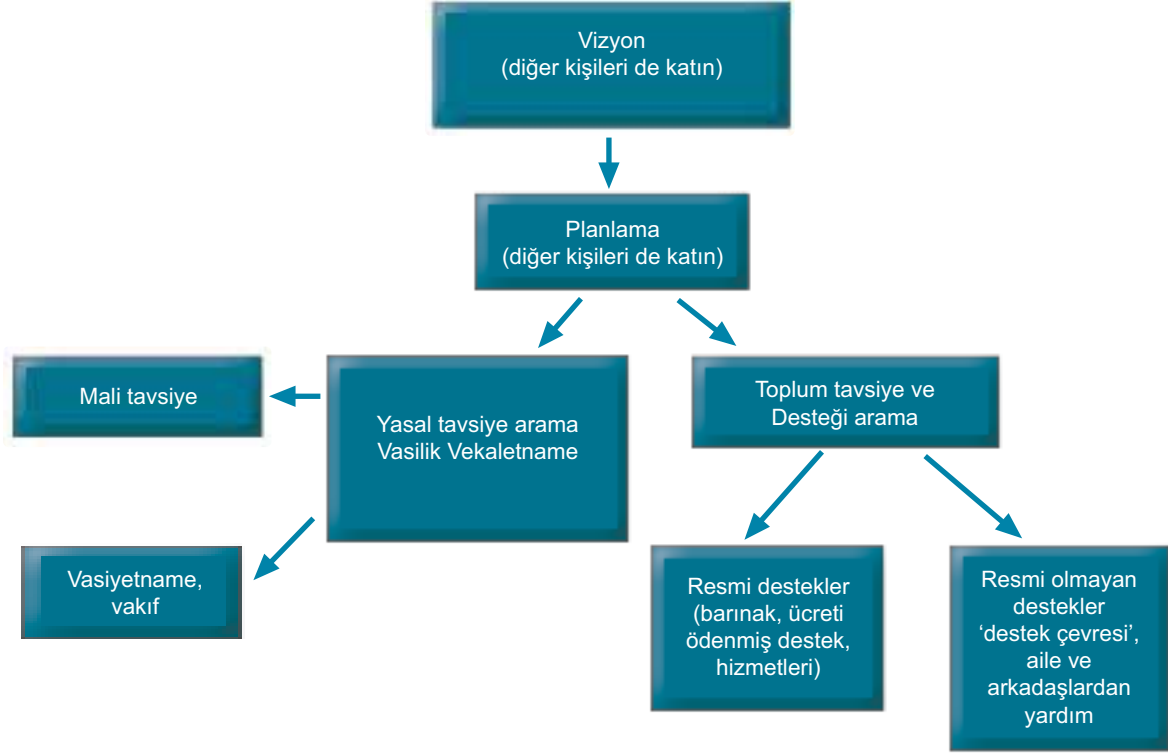 Vizyon
(diğer kişileri de katın)
Planlama
(diğer kişileri de katın)
Mali tavsiye
Yasal tavsiye arama
Vasilik Vekaletname
Toplum tavsiye ve
Desteği arama
Vasiyetname,
vakıf
Resmi destekler
(barınak, ücreti
ödenmiş destek,
hizmetleri)
Resmi olmayan
destekler
‘destek çevresi’,
aile ve
arkadaşlardan
yardım